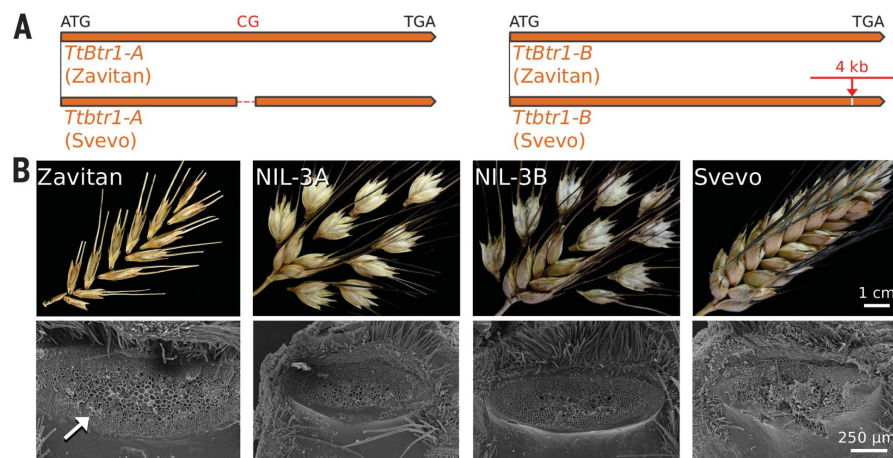 A
ATG CG TGA
TtBtr1-A
(Zavitan)
Ttbtr1-A
(Svevo)
ATG TGA
TtBtr1-B
(Zavitan)
4 kb
Ttbtr1-B
(Svevo)
B
Zavitan
NIL-3A
NIL-3B
Svevo
1 cm
250 µm